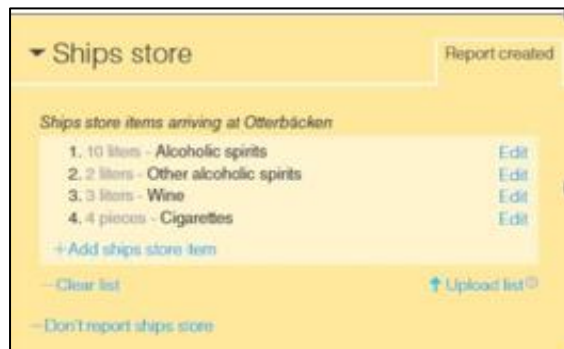 Ships store
Report created
Ships store items arriving at Otterbäcken
1. 10 liters - Alcoholic spirits Edit
2. 2 liters - Other alcoholic spirits Edit
3. 3 liters - Wine Edit
4. 4 pieces - Cigarettes Edit
+Add ships store item
−Clear list
Upload list
−Don't report ships store